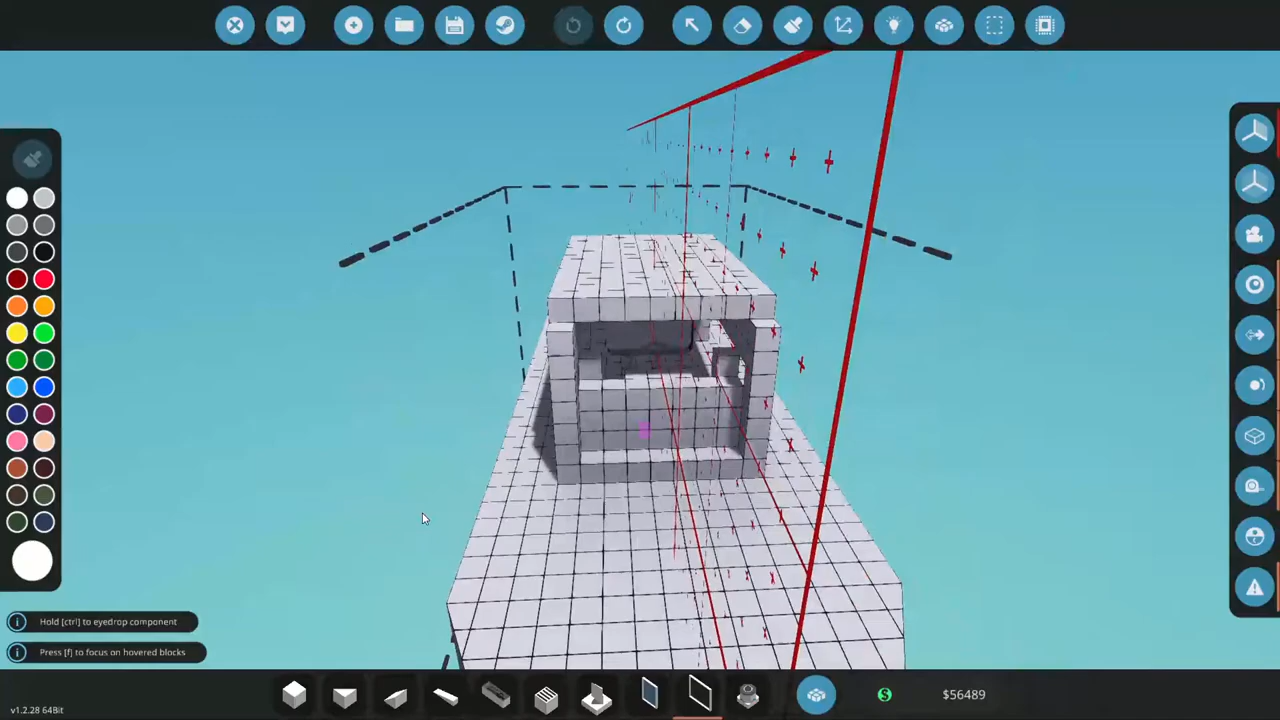 Hold [ctrl] to eyedrop component
Press [f] to focus on hovered blocks
$56489
v1.2.28 64Bit